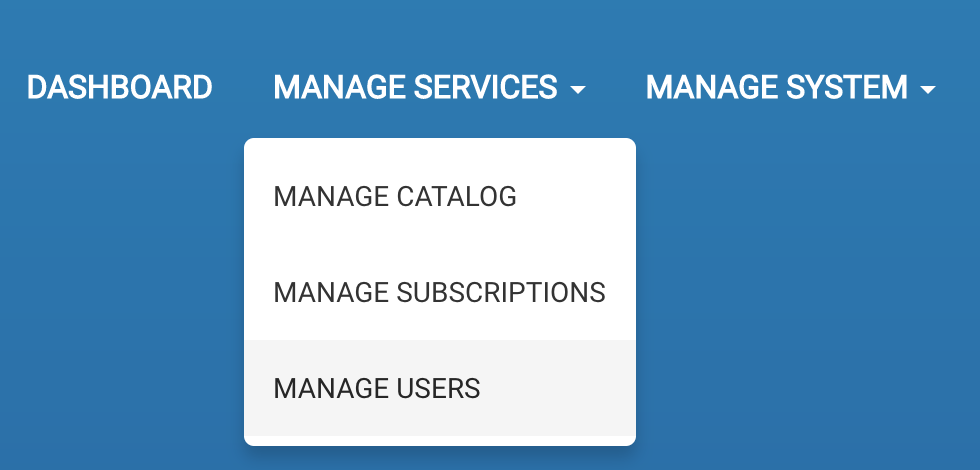 DASHBOARD MANAGE SERVICES MANAGE SYSTEM
MANAGE CATALOG
MANAGE SUBSCRIPTIONS
MANAGE USERS